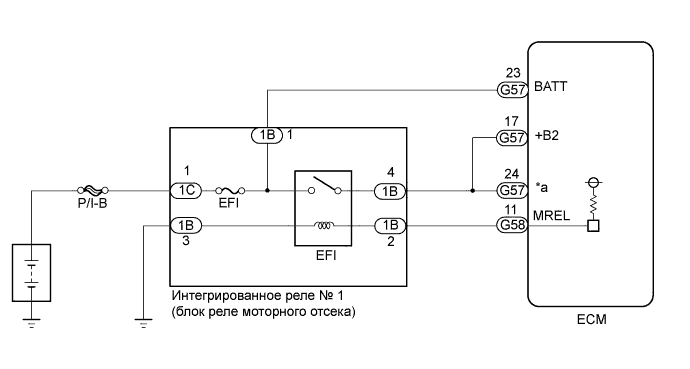 23
G57
BATT
17
G57
+B2
1B
1
1
1C
EFI
4
1B
24
G57
*a
P/I-B
1B
3
EFI
1B
2
11
G58
MREL
Интегрированное реле № 1
(блок реле моторного отсека)
ECM